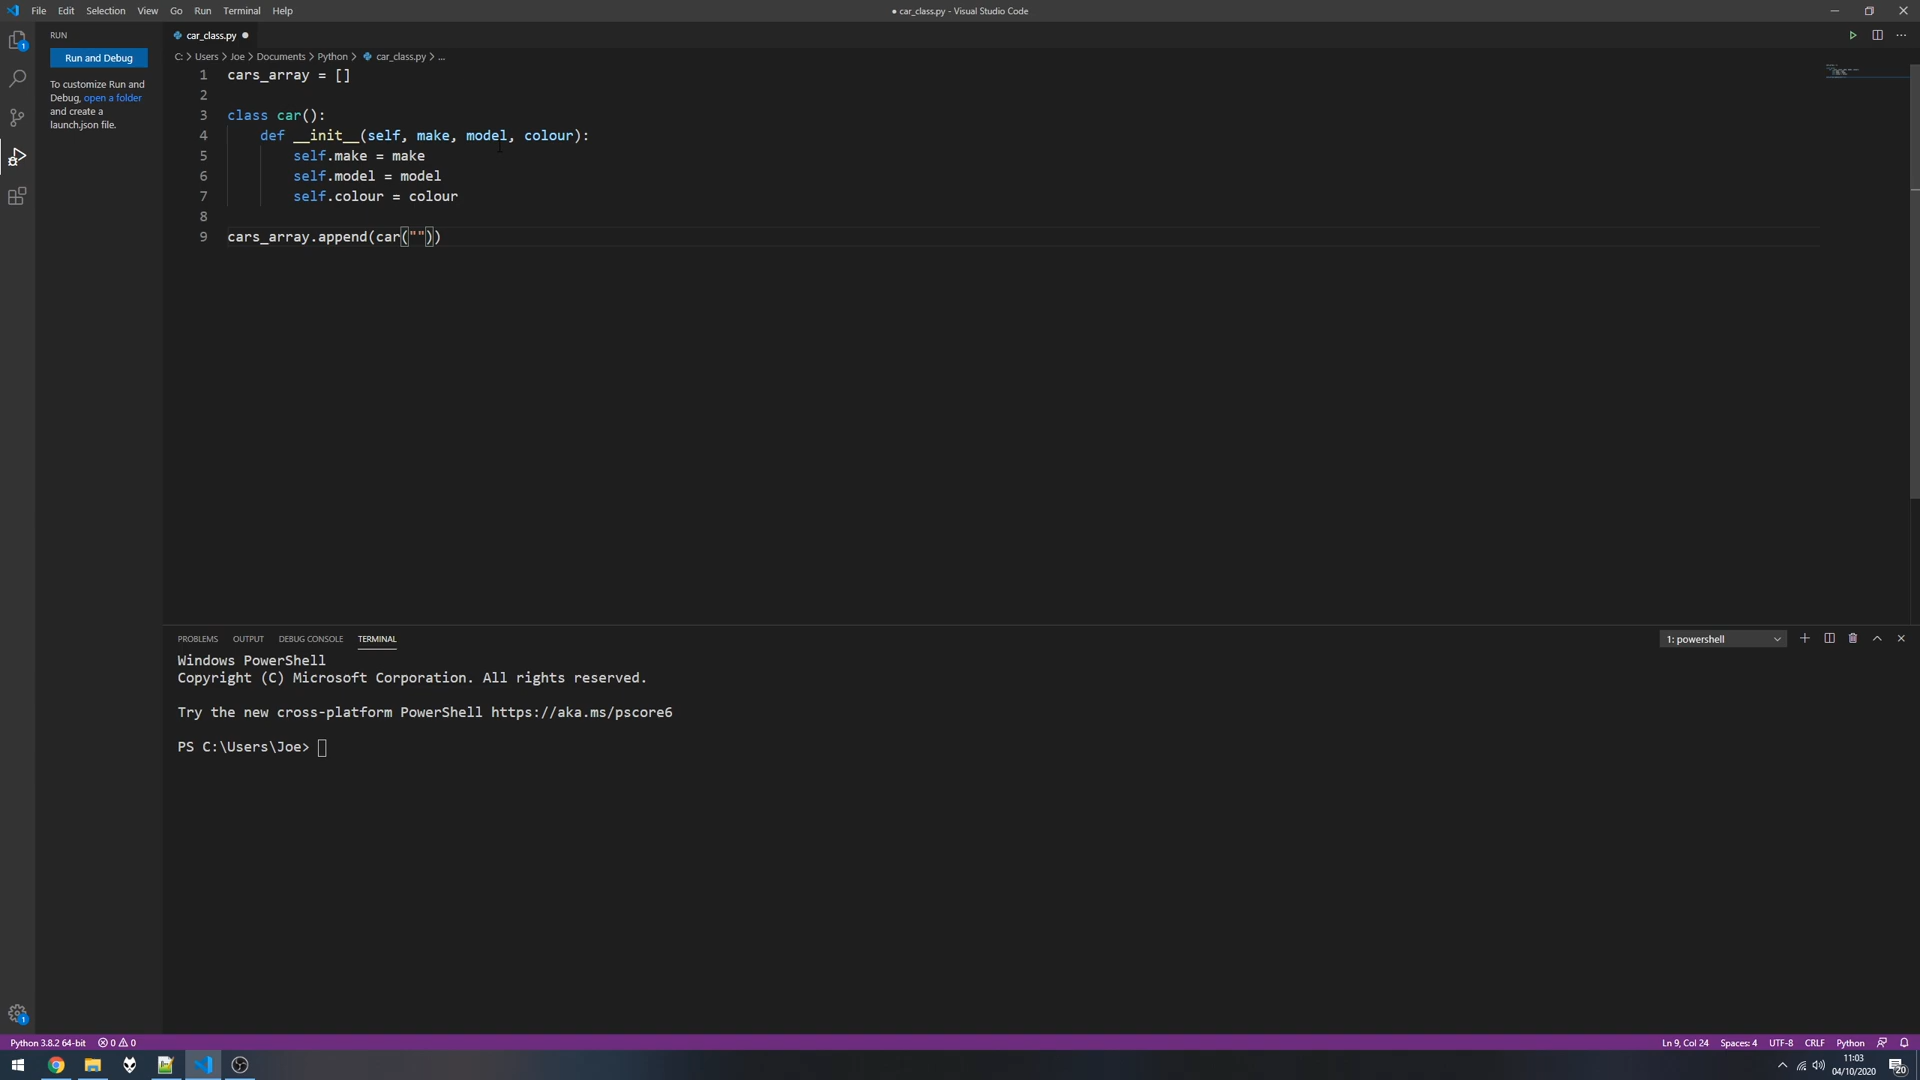 File Edit Selection View Go Run Terminal Help
● car_class.py - Visual Studio Code
RUN
Run and Debug
To customize Run and
Debug, open a folder
and create a
launch.json file.
car_class.py
C: > Users > Joe > Documents > Python > car_class.py > ...
1 cars_array = []
2
3 class car():
4 def __init__(self, make, model, colour):
5 self.make = make
6 self.model = model
7 self.colour = colour
8
9 cars_array.append(car(""))
PROBLEMS OUTPUT DEBUG CONSOLE TERMINAL
1: powershell
Windows PowerShell
Copyright (C) Microsoft Corporation. All rights reserved.
Try the new cross-platform PowerShell https://aka.ms/pscore6
PS C:\Users\Joe>
1
1
Python 3.8.2 64-bit 0 0
Ln 9, Col 24 Spaces: 4 UTF-8 CRLF Python
11:03
04/10/2020
20